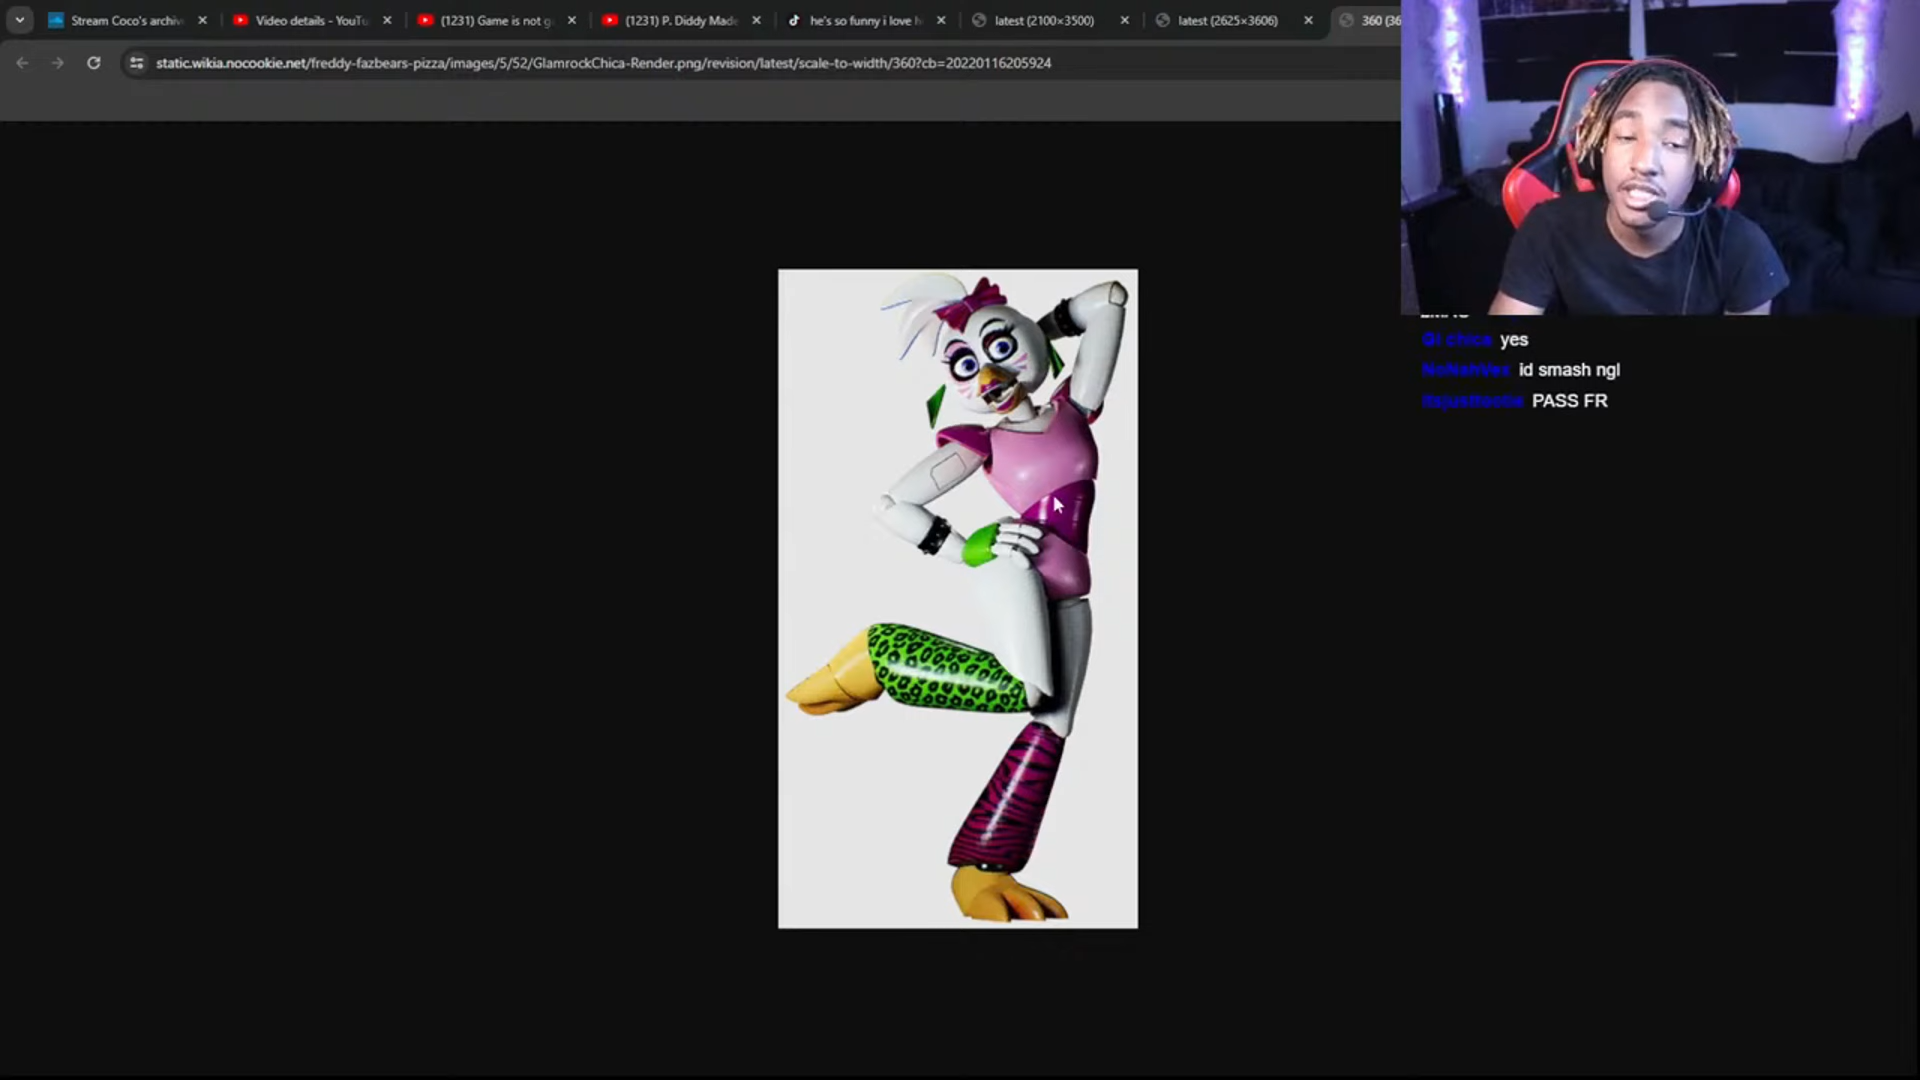 Stream Coco's archiv
Video details - YouTu
(1231) Game is not g
(1231) P. Diddy Made
he's so funny i love h
latest (2100×3500)
latest (2625×3606)
360 (36
static.wikia.nocookie.net/freddy-fazbears-pizza/images/5/52/GlamrockChica-Render.png/revision/latest/scale-to-width/360?cb=20220116205924
yes
id smash ngl
PASS FR